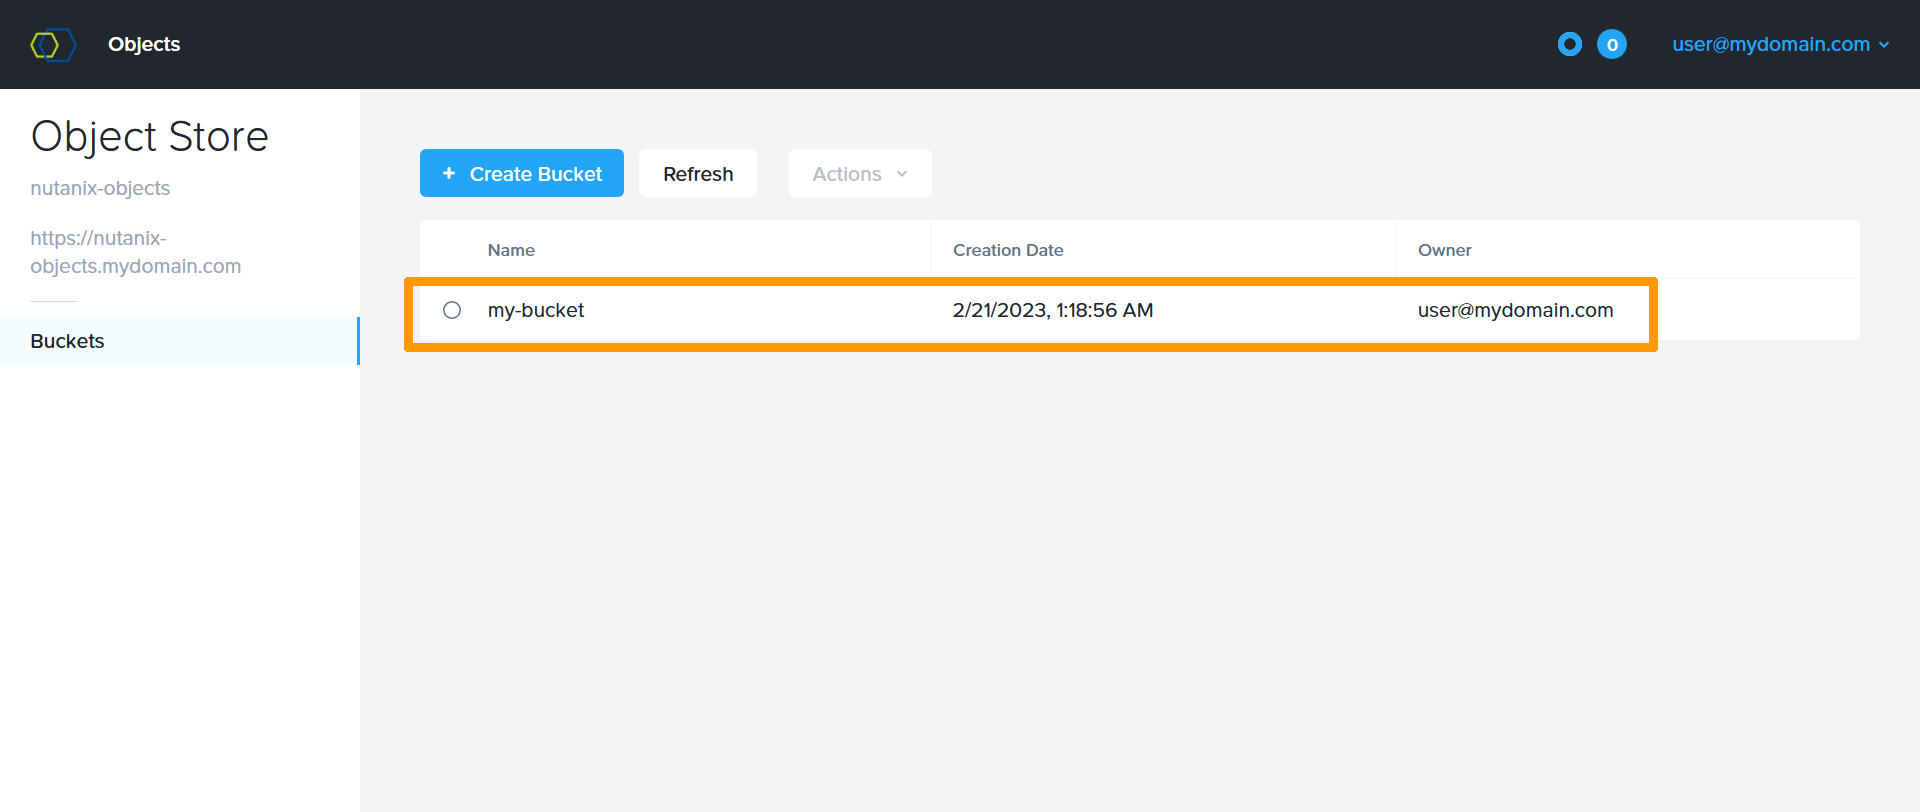 Objects
0
user@mydomain.com
Object Store
nutanix-objects
https://nutanix-
objects.mydomain.com
Buckets
+ Create Bucket Refresh Actions
Name Creation Date Owner
my-bucket 2/21/2023, 1:18:56 AM user@mydomain.com